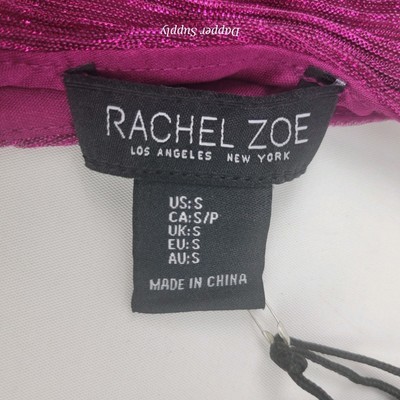 Dapper Supply
RACHEL ZOE
LOS ANGELES NEW YORK
US:S
CA:S/P
UK:S
EU:S
AU:S
MADE IN CHINA